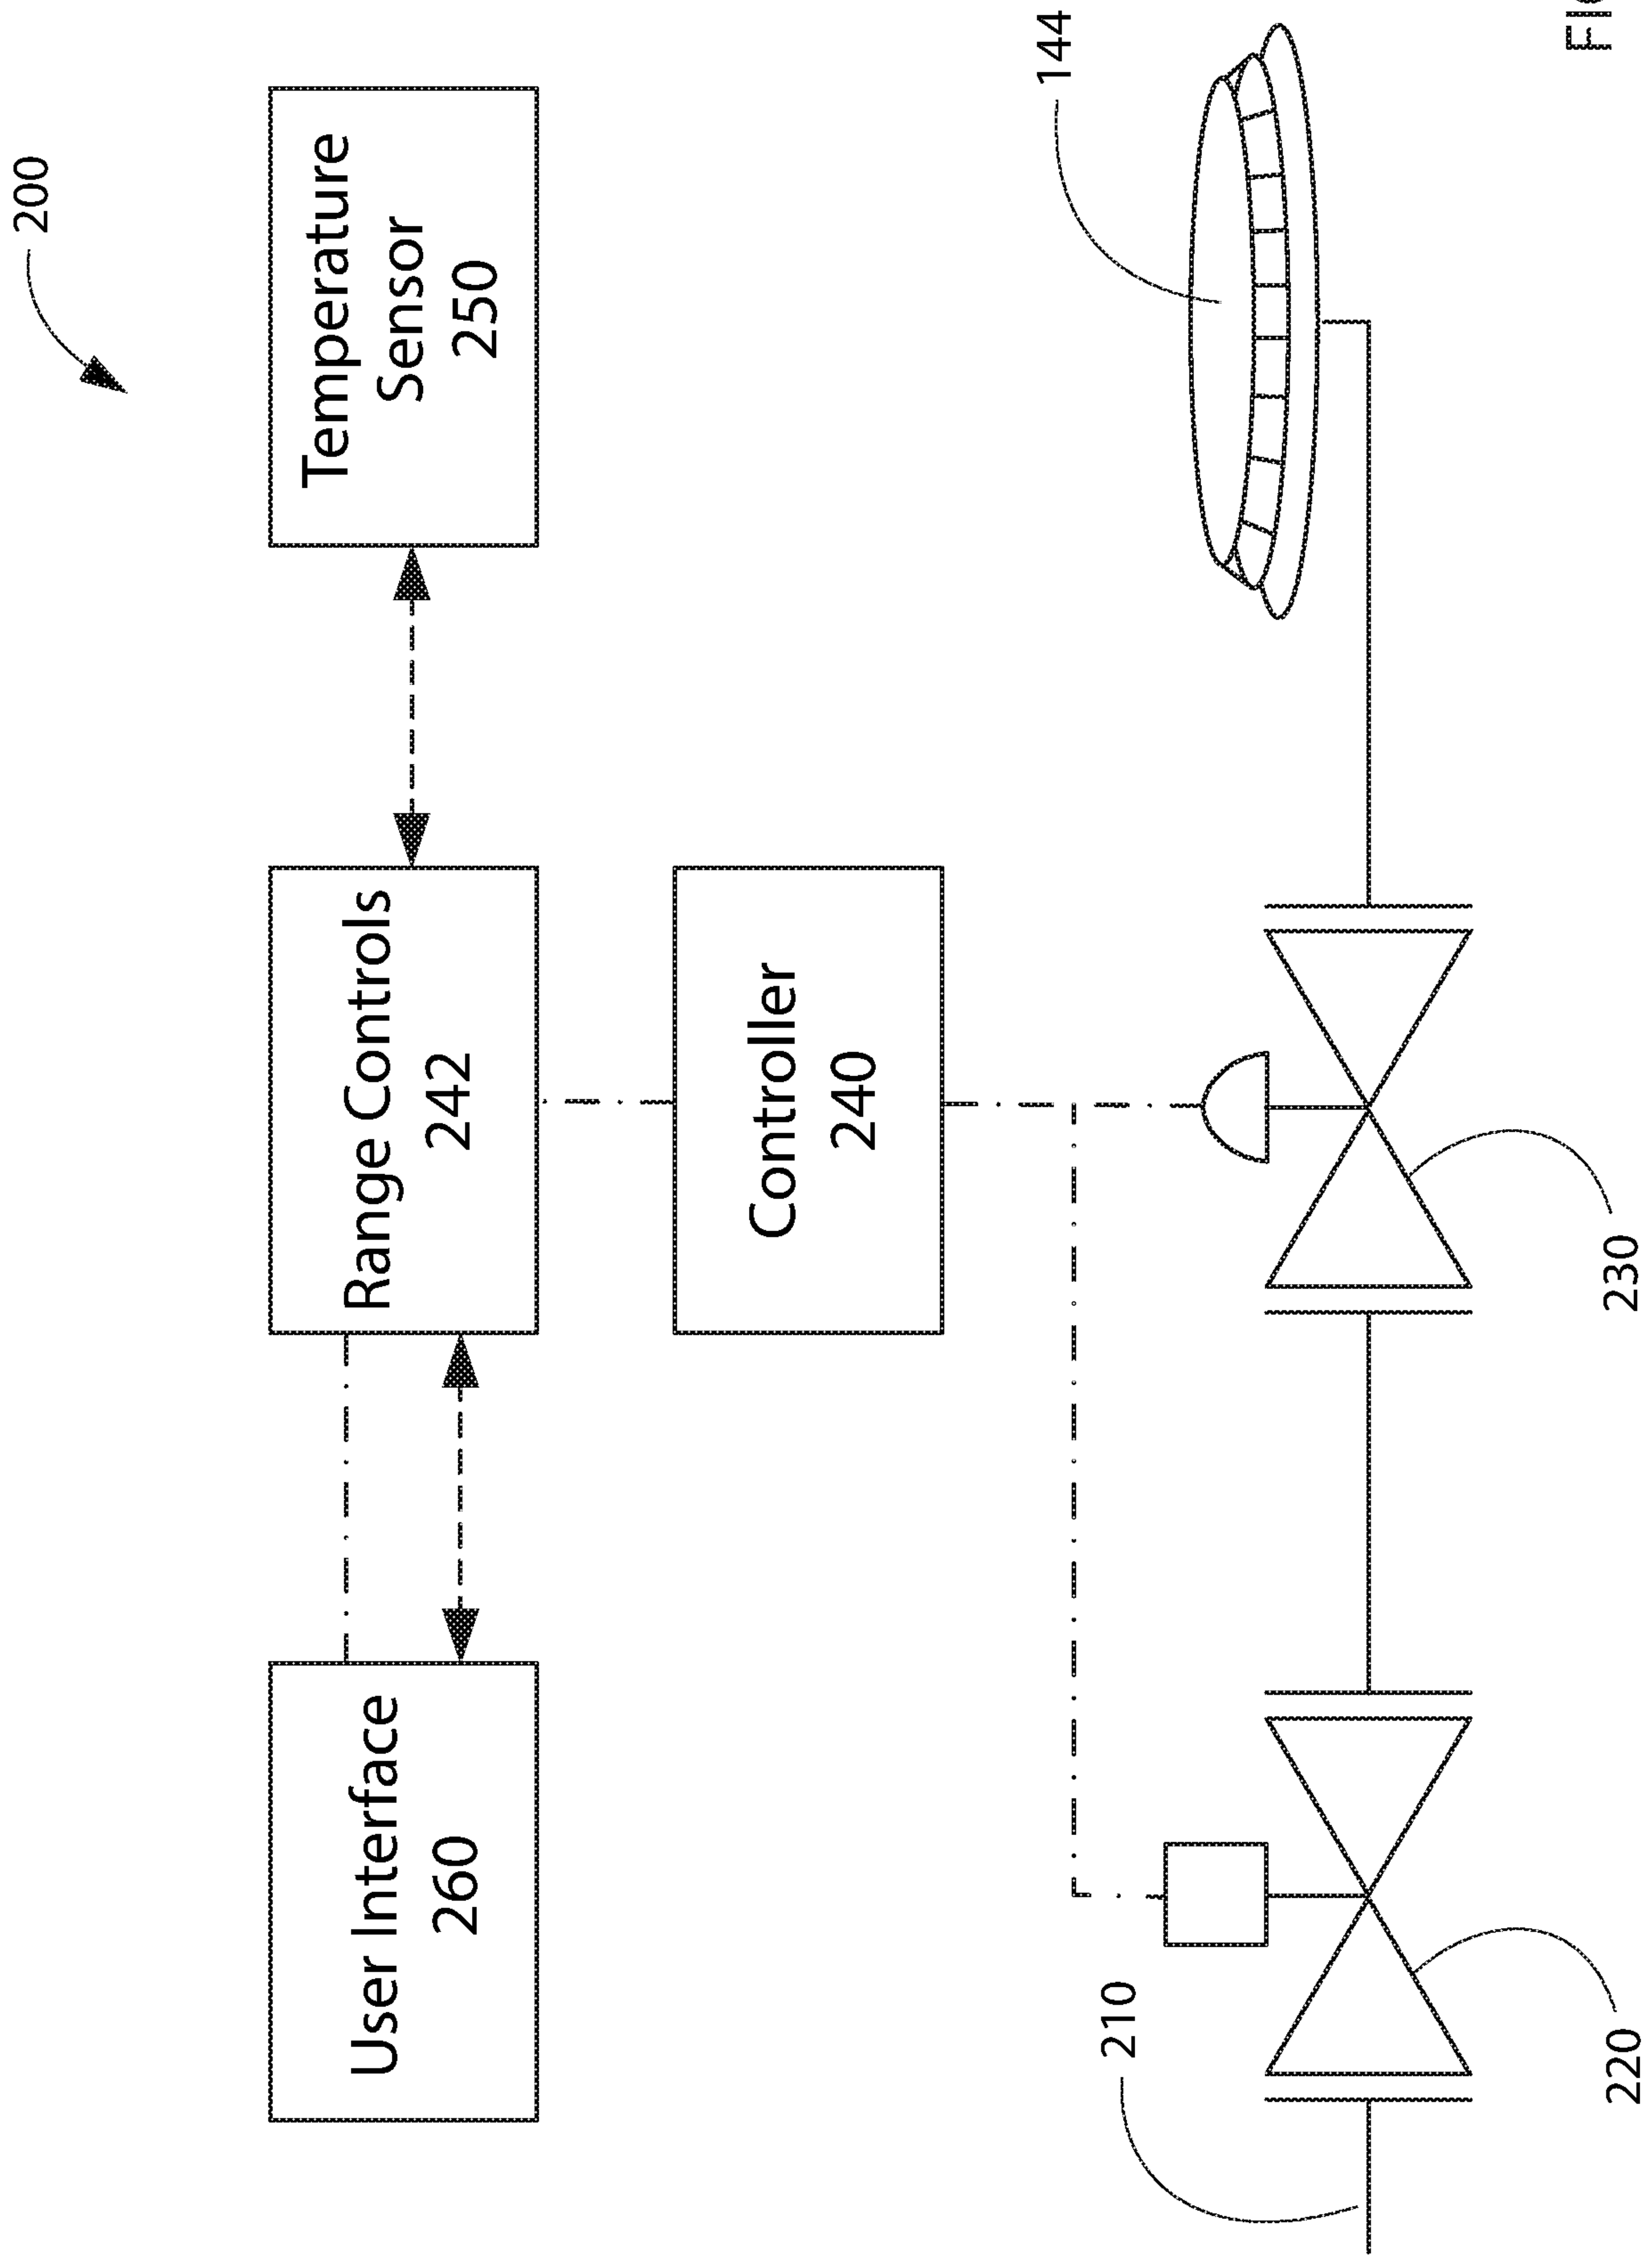 200
User Interface
260
Range Controls
242
Temperature
Sensor
250
Controller
240
144
210
220
230